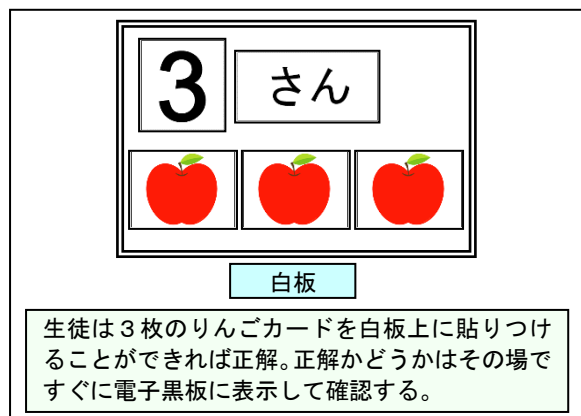 3 さん
白板
生徒は３枚のりんごカードを白板上に貼りつけ
ることができれば正解。正解かどうかはその場で
すぐに電子黒板に表示して確認する。